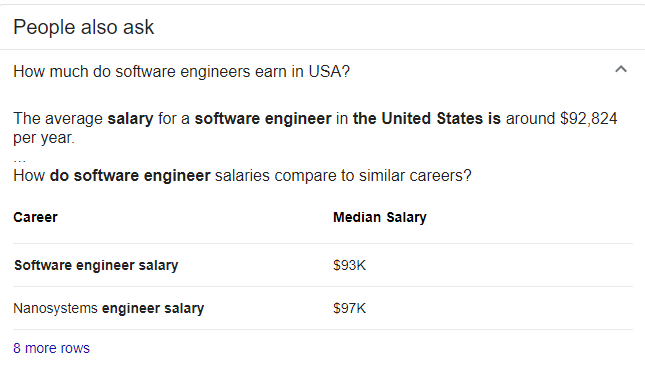 People also ask
How much do software engineers earn in USA?
The average salary for a software engineer in the United States is around $92,824
per year.
...
How do software engineer salaries compare to similar careers?
Career Median Salary
Software engineer salary $93K
Nanosystems engineer salary $97K
8 more rows